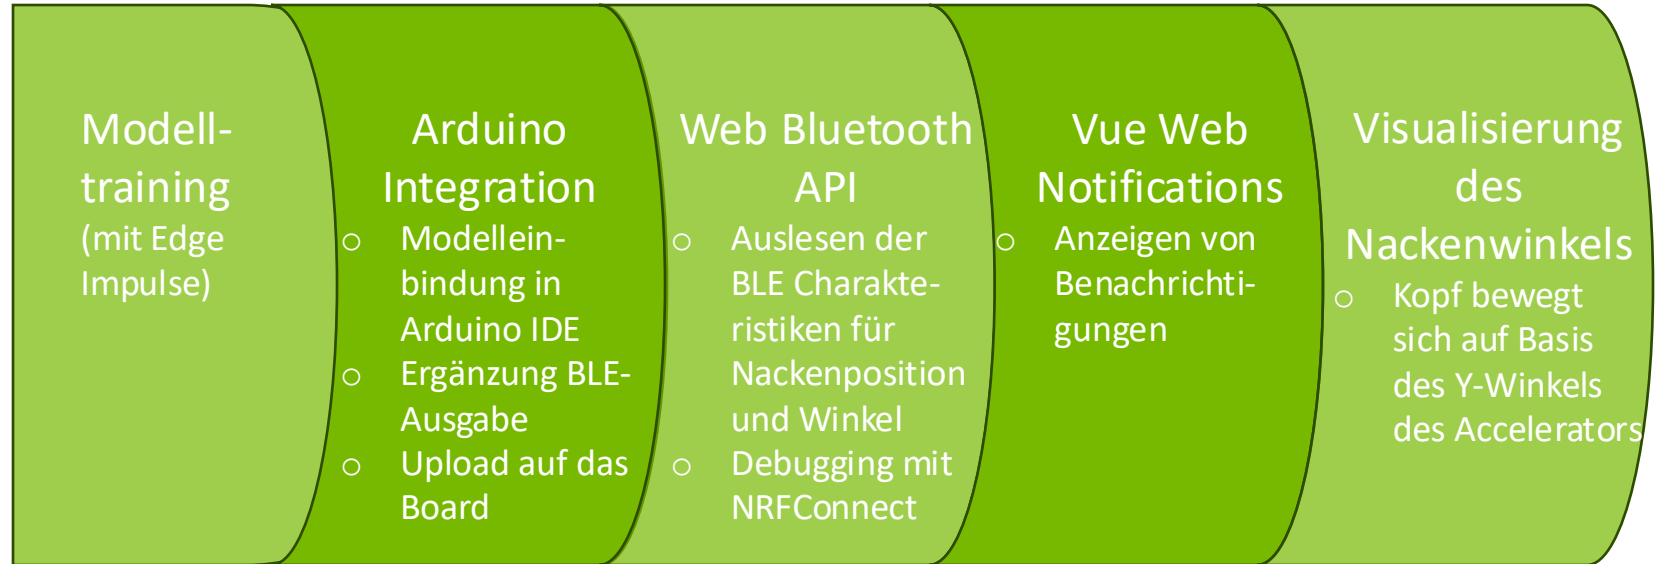 Modell-
training
(mit Edge
Impulse)
Arduino
Integration
o Modellein-
bindung in
Arduino IDE
o Ergänzung BLE-
Ausgabe
o Upload auf das
Board
Web Bluetooth
API
o Auslesen der
BLE Charakte-
ristiken für
Nackenposition
und Winkel
o Debugging mit
NRFConnect
Vue Web
Notifications
o Anzeigen von
Benachrichti-
gungen
Visualisierung
des
Nackenwinkels
o Kopf bewegt
sich auf Basis
des Y-Winkels
des Accelerators